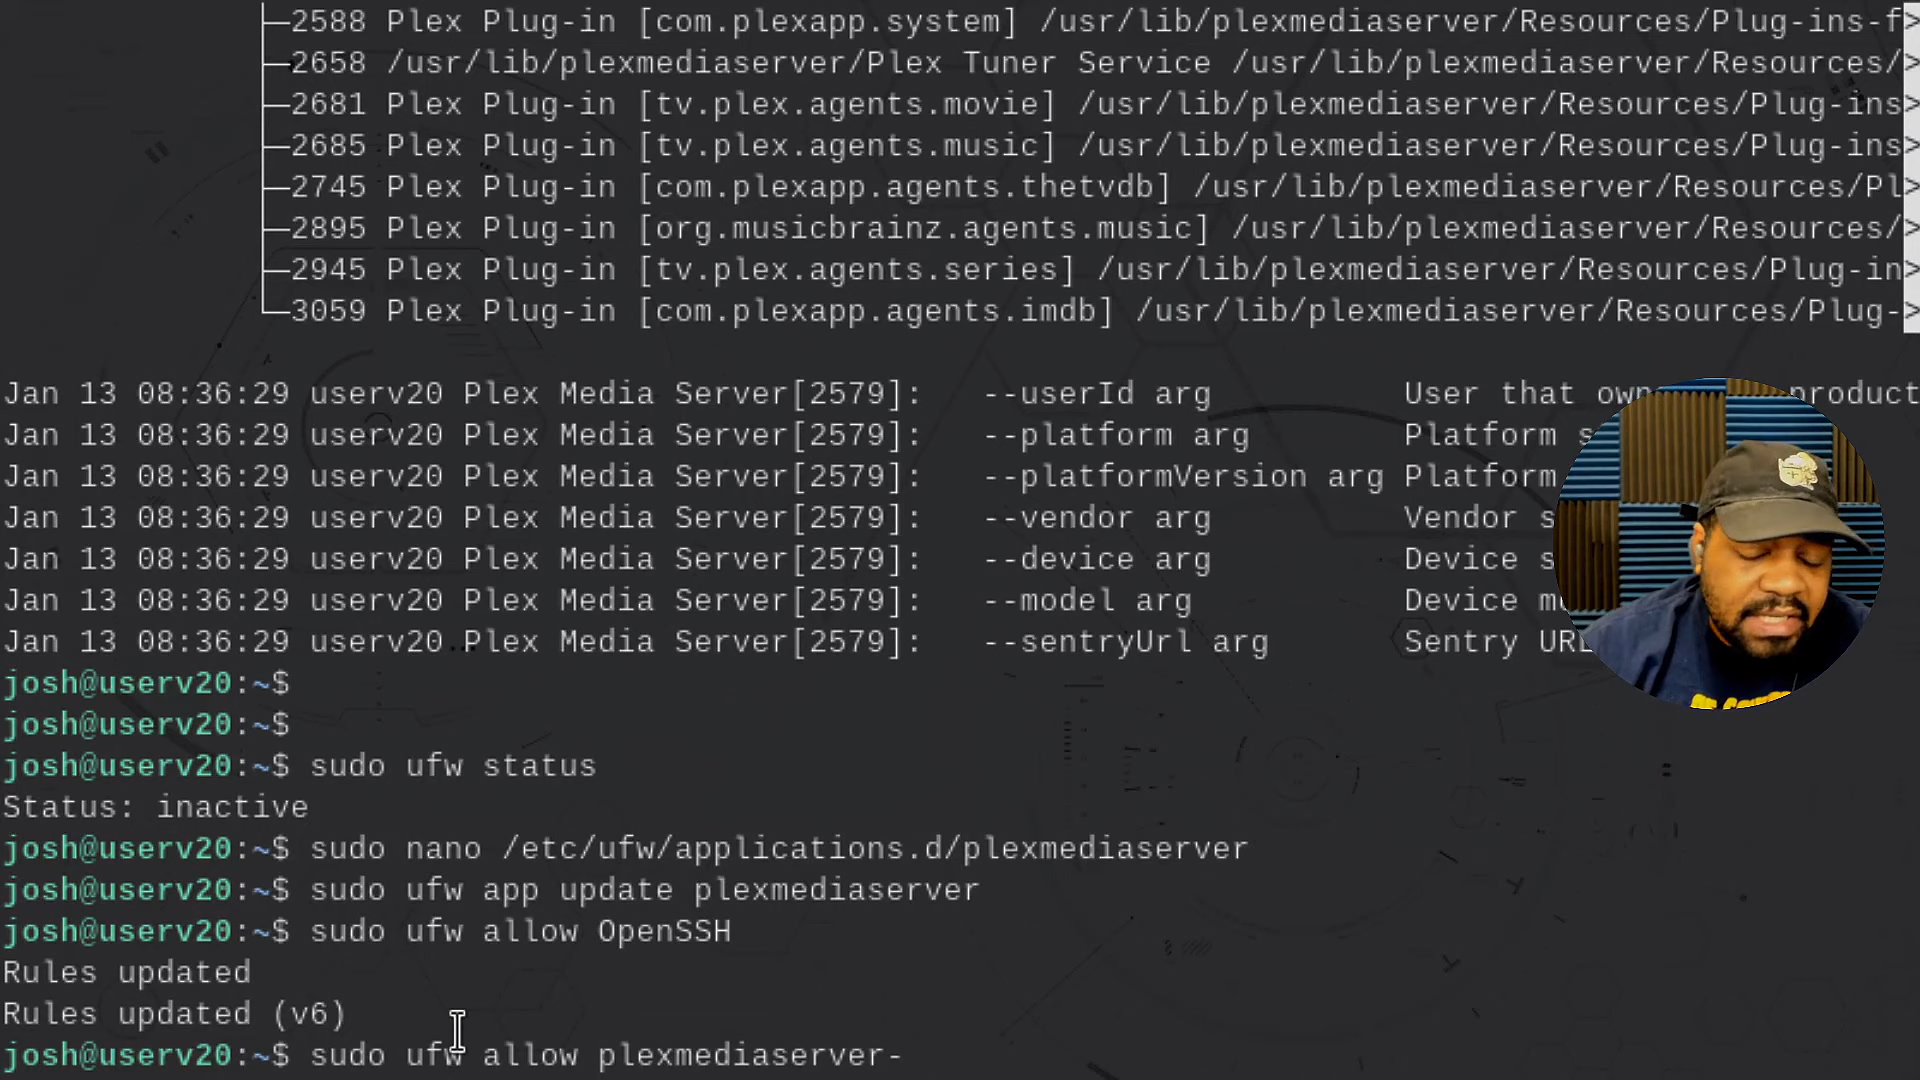 ├─2588 Plex Plug-in [com.plexapp.system] /usr/lib/plexmediaserver/Resources/Plug-ins-f>
├─2658 /usr/lib/plexmediaserver/Plex Tuner Service /usr/lib/plexmediaserver/Resources/>
├─2681 Plex Plug-in [tv.plex.agents.movie] /usr/lib/plexmediaserver/Resources/Plug-ins>
├─2685 Plex Plug-in [tv.plex.agents.music] /usr/lib/plexmediaserver/Resources/Plug-ins>
├─2745 Plex Plug-in [com.plexapp.agents.thetvdb] /usr/lib/plexmediaserver/Resources/Pl>
├─2895 Plex Plug-in [org.musicbrainz.agents.music] /usr/lib/plexmediaserver/Resources/>
├─2945 Plex Plug-in [tv.plex.agents.series] /usr/lib/plexmediaserver/Resources/Plug-in>
└─3059 Plex Plug-in [com.plexapp.agents.imdb] /usr/lib/plexmediaserver/Resources/Plug->
Jan 13 08:36:29 userv20 Plex Media Server[2579]: --userId arg User that own product
Jan 13 08:36:29 userv20 Plex Media Server[2579]: --platform arg Platform s
Jan 13 08:36:29 userv20 Plex Media Server[2579]: --platformVersion arg Platform
Jan 13 08:36:29 userv20 Plex Media Server[2579]: --vendor arg Vendor s
Jan 13 08:36:29 userv20 Plex Media Server[2579]: --device arg Device s
Jan 13 08:36:29 userv20 Plex Media Server[2579]: --model arg Device m
Jan 13 08:36:29 userv20 Plex Media Server[2579]: --sentryUrl arg Sentry URL
josh@userv20:~$
josh@userv20:~$
josh@userv20:~$ sudo ufw status
Status: inactive
josh@userv20:~$ sudo nano /etc/ufw/applications.d/plexmediaserver
josh@userv20:~$ sudo ufw app update plexmediaserver
josh@userv20:~$ sudo ufw allow OpenSSH
Rules updated
Rules updated (v6)
josh@userv20:~$ sudo ufw allow plexmediaserver-